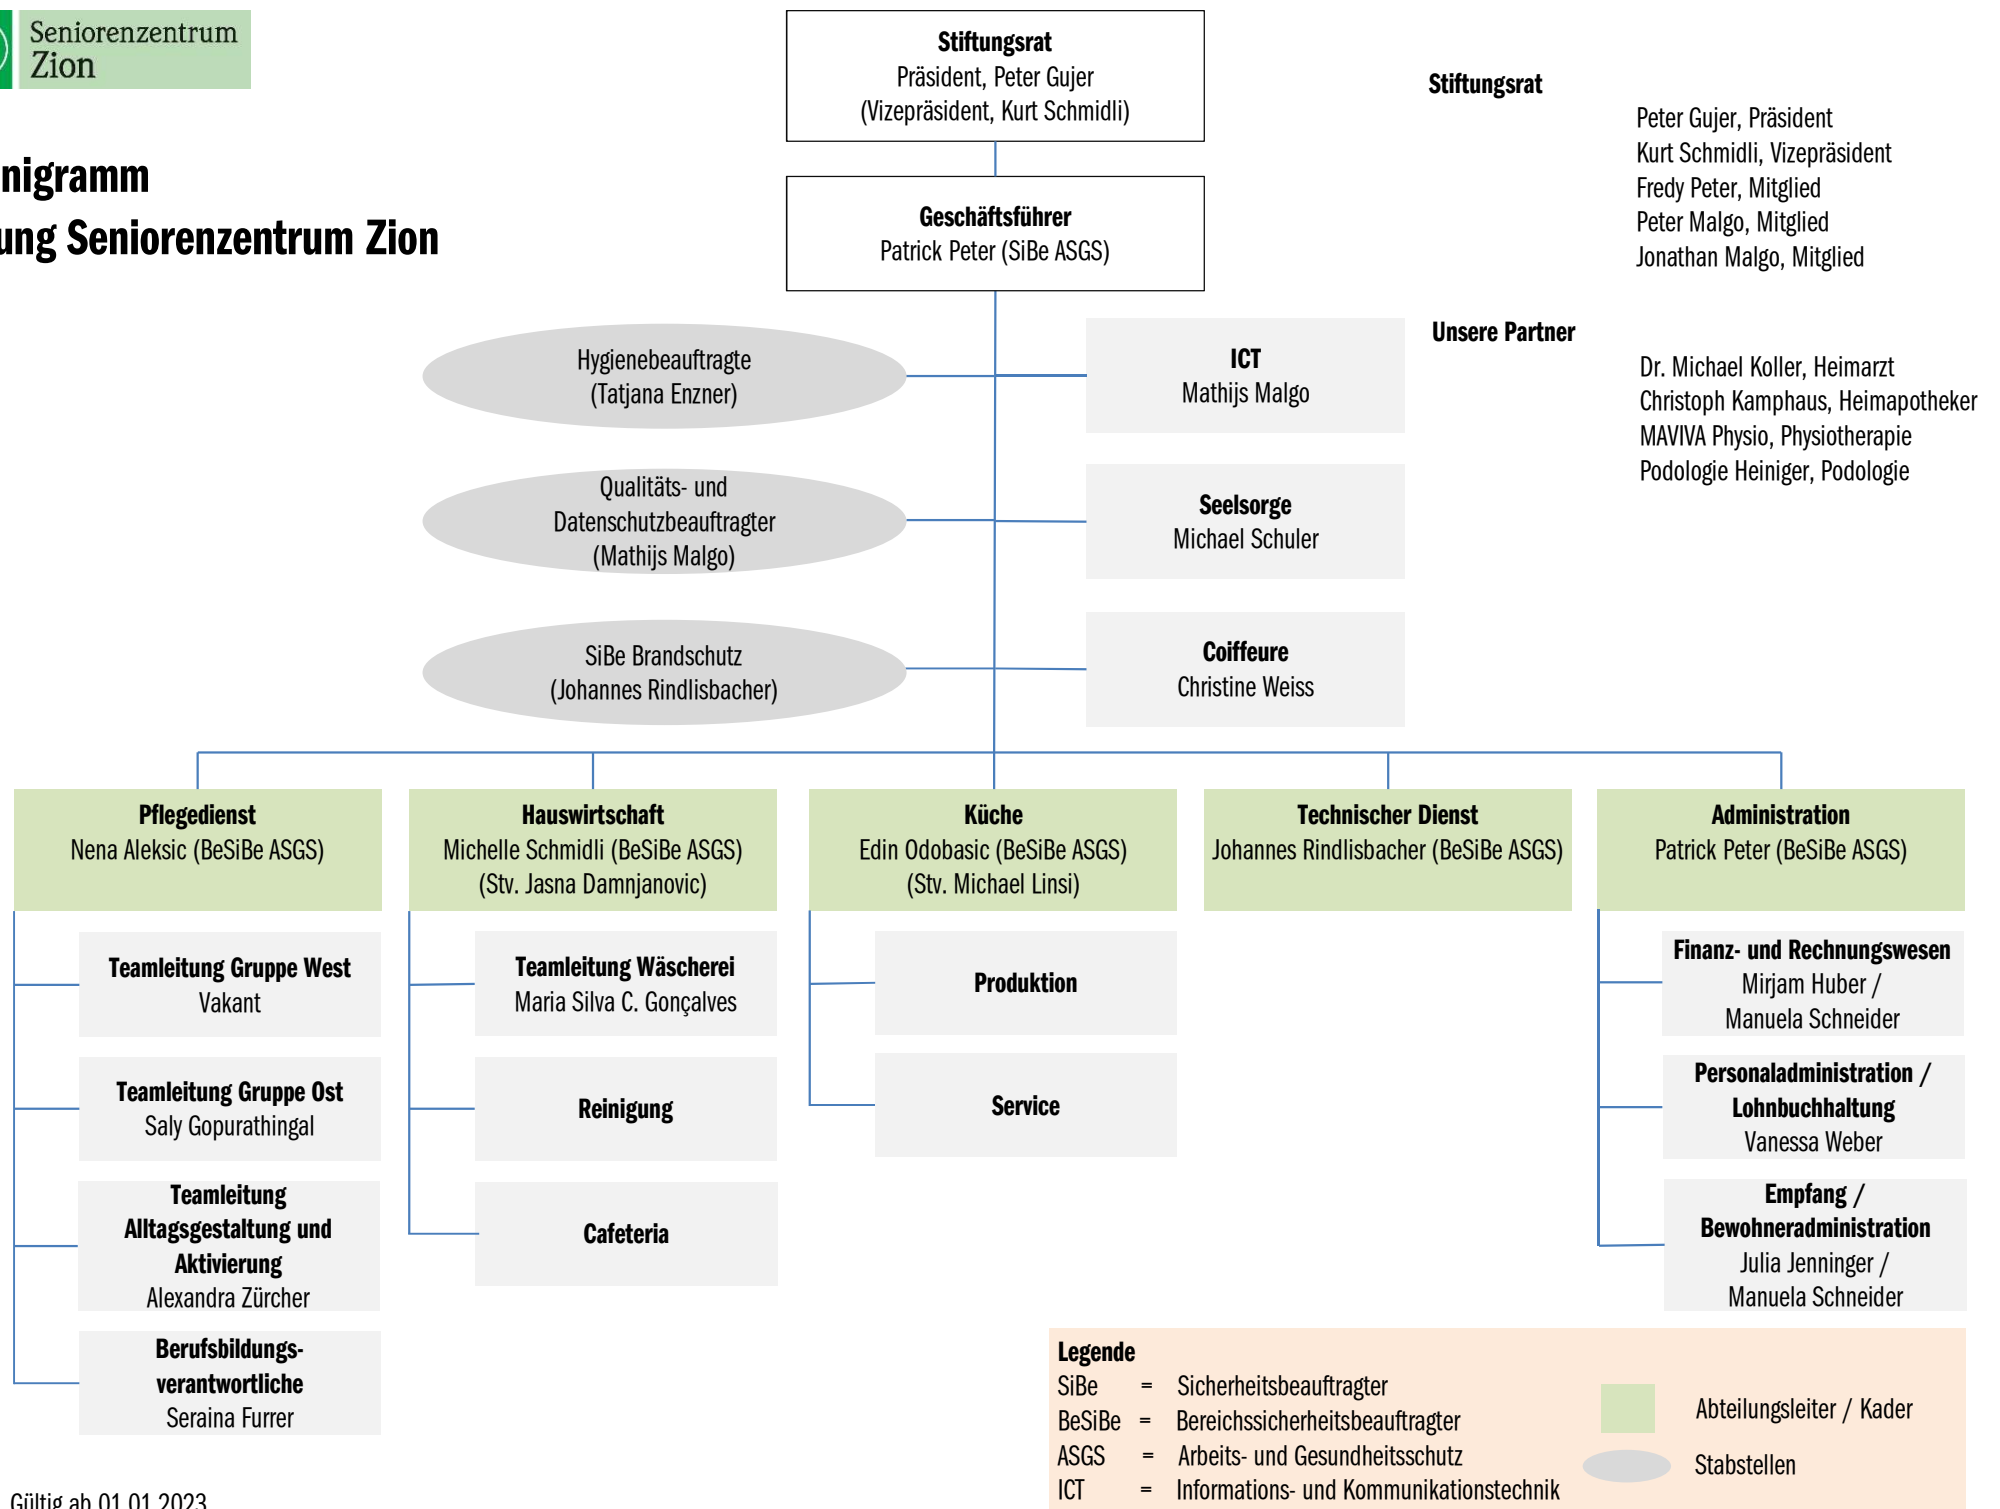 Seniorenzentrum
Zion
nigramm
ung Seniorenzentrum Zion
Stiftungsrat
Präsident, Peter Gujer
(Vizepräsident, Kurt Schmidli)
Geschäftsführer
Patrick Peter (SiBe ASGS)
Stiftungsrat
Peter Gujer, Präsident
Kurt Schmidli, Vizepräsident
Fredy Peter, Mitglied
Peter Malgo, Mitglied
Jonathan Malgo, Mitglied
Unsere Partner
Dr. Michael Koller, Heimarzt
Christoph Kamphaus, Heimapotheker
MAVIVA Physio, Physiotherapie
Podologie Heiniger, Podologie
Hygienebeauftragte
(Tatjana Enzner)
ICT
Mathijs Malgo
Qualitäts- und
Datenschutzbeauftragter
(Mathijs Malgo)
Seelsorge
Michael Schuler
SiBe Brandschutz
(Johannes Rindlisbacher)
Coiffeure
Christine Weiss
Pflegedienst
Nena Aleksic (BeSiBe ASGS)
Teamleitung Gruppe West
Vakant
Teamleitung Gruppe Ost
Saly Gopurathingal
Teamleitung
Alltagsgestaltung und
Aktivierung
Alexandra Zürcher
Berufsbildungs-
verantwortliche
Seraina Furrer
Hauswirtschaft
Michelle Schmidli (BeSiBe ASGS)
(Stv. Jasna Damnjanovic)
Teamleitung Wäscherei
Maria Silva C. Gonçalves
Reinigung
Cafeteria
Küche
Edin Odobasic (BeSiBe ASGS)
(Stv. Michael Linsi)
Produktion
Service
Technischer Dienst
Johannes Rindlisbacher (BeSiBe ASGS)
Administration
Patrick Peter (BeSiBe ASGS)
Finanz- und Rechnungswesen
Mirjam Huber /
Manuela Schneider
Personaladministration /
Lohnbuchhaltung
Vanessa Weber
Empfang /
Bewohneradministration
Julia Jenninger /
Manuela Schneider
Legende
SiBe = Sicherheitsbeauftragter
BeSiBe = Bereichssicherheitsbeauftragter
ASGS = Arbeits- und Gesundheitsschutz
ICT = Informations- und Kommunikationstechnik
Abteilungsleiter / Kader
Stabstellen
Gültig ab 01.01.2023